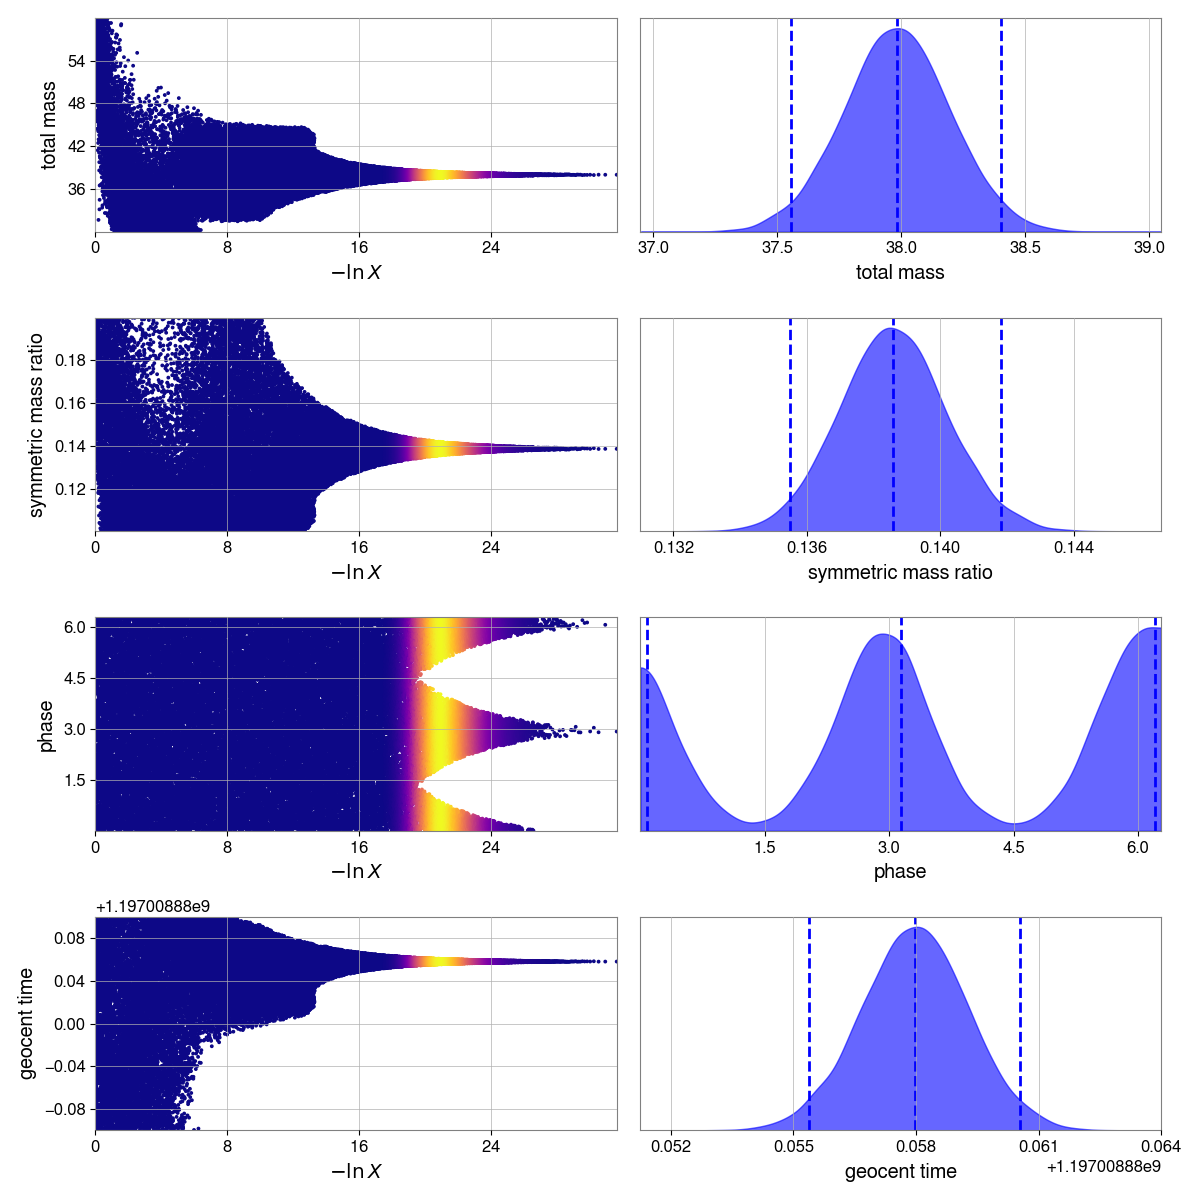 total mass
54
48
42
36
0 8 16 24
−ln X
37.0 37.5 38.0 38.5 39.0
total mass
symmetric mass ratio
0.18
0.16
0.14
0.12
0 8 16 24
−ln X
0.132 0.136 0.140 0.144
symmetric mass ratio
phase
6.0
4.5
3.0
1.5
0 8 16 24
−ln X
1.5 3.0 4.5 6.0
phase
+1.19700888e9
geocent time
0.08
0.04
0.00
−0.04
−0.08
0 8 16 24
−ln X
0.052 0.055 0.058 0.061 0.064
+1.19700888e9
geocent time